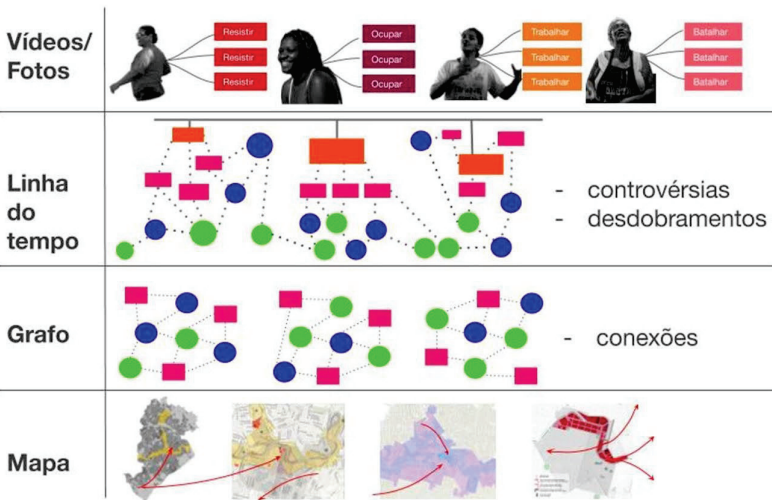 Vídeos/
Fotos
Resistir
Resistir
Resistir
Ocupar
Ocupar
Ocupar
Trabalhar
Trabalhar
Trabalhar
Batalhar
Batalhar
Batalhar
Linha
do
tempo
- controvérsias
- desdobramentos
Grafo
- conexões
Mapa